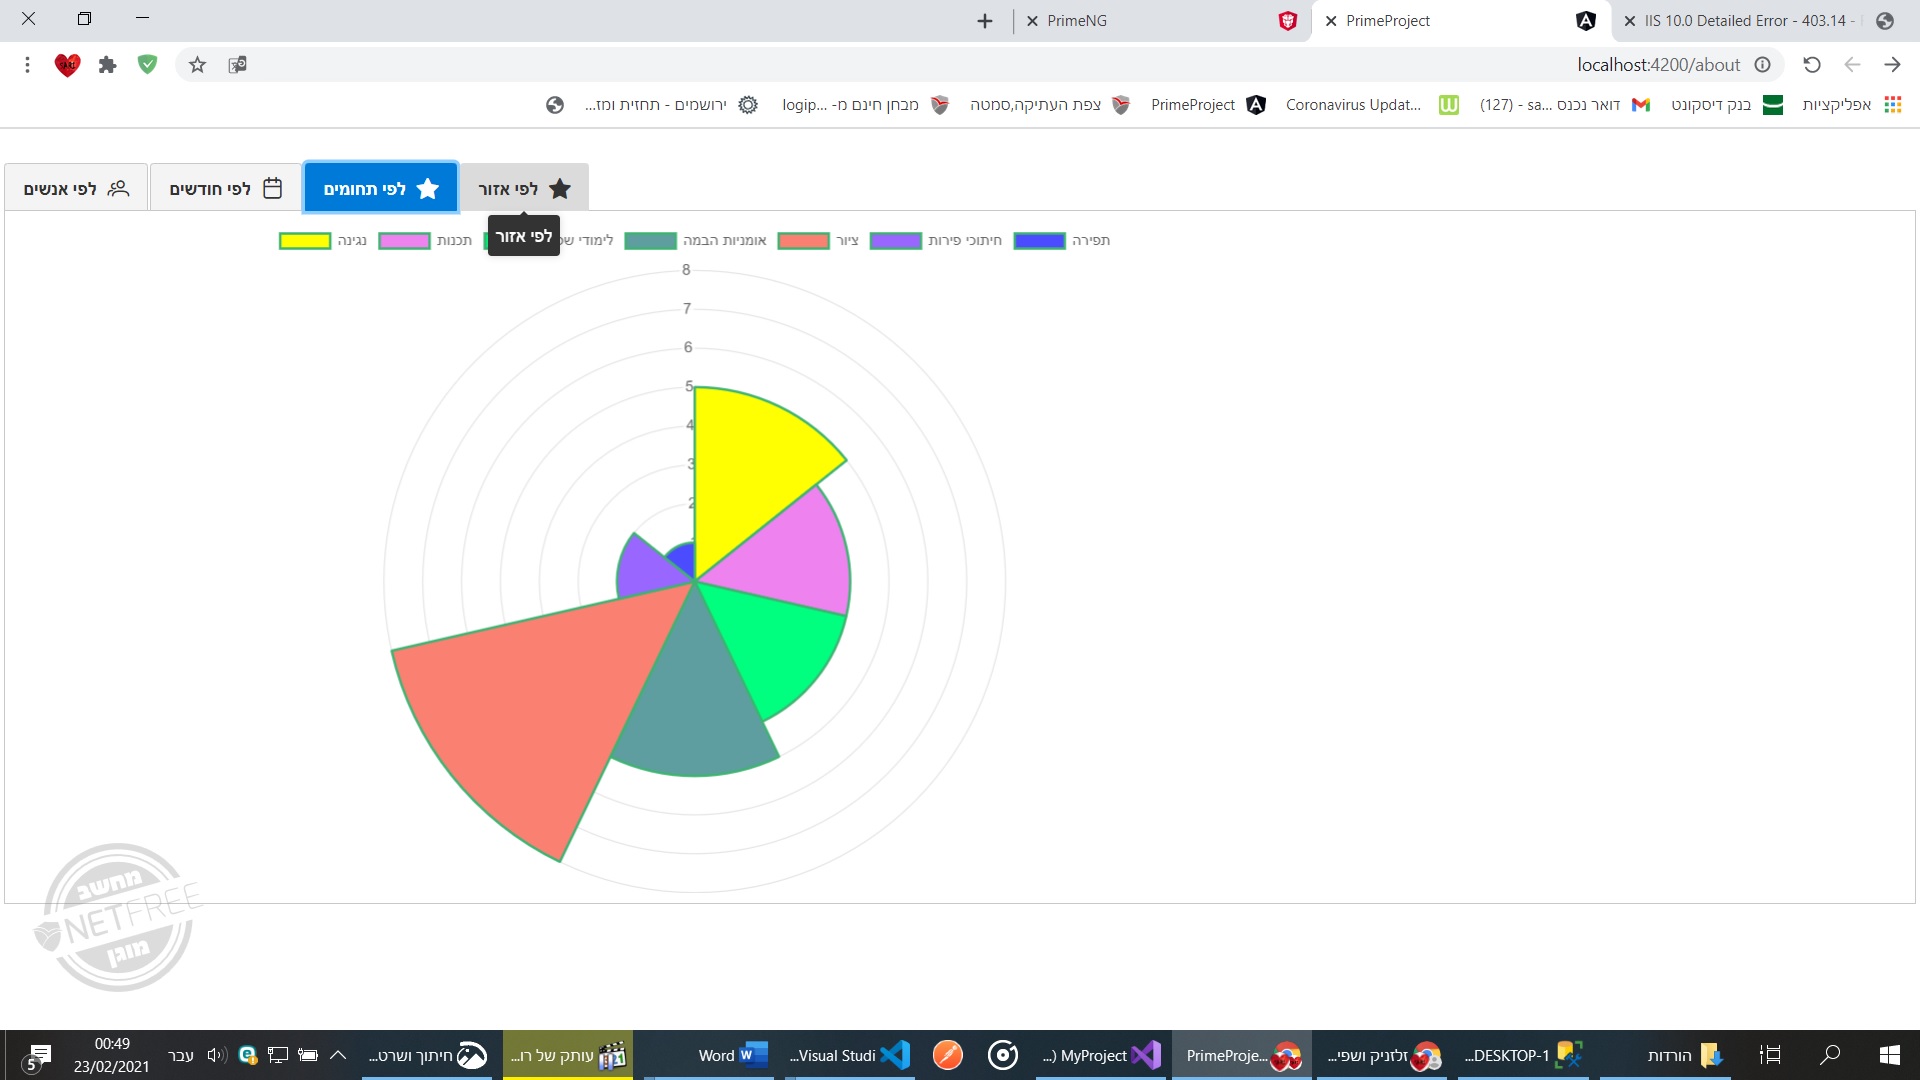 PrimeNG
PrimeProject
IIS 10.0 Detailed Error - 403.14 -
localhost:4200/about
אפליקציות
בנק דיסקונט
דואר נכנס - sa... (127)
Coronavirus Updat...
PrimeProject
צפת העתיקה,סמטה
מבחן חינם מ- logip...
ירושמים - תחזית ומז...
לפי אנשים
לפי חודשים
לפי תחומים
לפי אזור
לפי אזור
נגינה
תכנות
לימודי
אומניות הבמה
ציור
חיתוכי פירות
תפירה
8
7
6
5
4
3
2
מחשב
NETFREE
מוגן
הורדות
DESKTOP-1...
זלזניק ושפי...
PrimeProje...
MyProject (...
Visual Studi...
Word
עותק של רו...
חיתוך ושרט...
עבר
00:49
23/02/2021
5